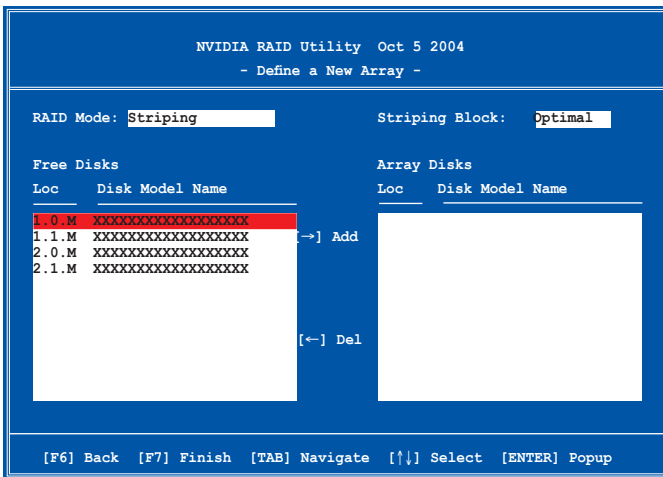 NVIDIA RAID Utility Oct 5 2004
- Define a New Array -
RAID Mode: Striping
Striping Block: Optimal
Free Disks
Array Disks
Loc Disk Model Name
Loc Disk Model Name
1.0.M XXXXXXXXXXXXXXXXXX
1.1.M XXXXXXXXXXXXXXXXXX
2.0.M XXXXXXXXXXXXXXXXXX
2.1.M XXXXXXXXXXXXXXXXXX
[→] Add
[←] Del
[F6] Back [F7] Finish [TAB] Navigate [↑↓] Select [ENTER] Popup